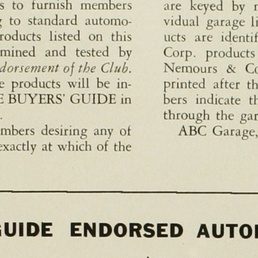 s to furnish members
g to standard automo-
roducts listed on this
mined and tested by
dorsement of the Club.
e products will be in-
E BUYERS' GUIDE in
.
mbers desiring any of
exactly at which of the
are keyed by
vidual garage li
ucts are identif
Corp. products
Nemours & Co
printed after th
bers indicate th
through the gar
ABC Garage,
GUIDE ENDORSED AUTO